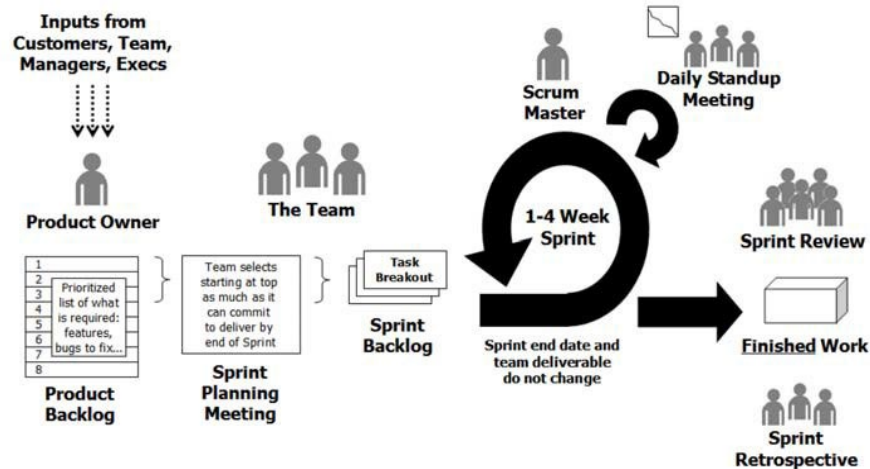 Inputs from
Customers, Team,
Managers, Execs
Product Owner
The Team
Scrum
Master
Daily Standup
Meeting
1-4 Week
Sprint
Sprint Review
1
2
3
4
5
6
7
8
Prioritized
list of what
is required:
features,
bugs to fix...
Product
Backlog
Team selects
starting at top
as much as it
can commit
to deliver by
end of Sprint
Sprint
Planning
Meeting
Task
Breakout
Sprint
Backlog
Sprint end date and
team deliverable
do not change
Finished Work
Sprint
Retrospective